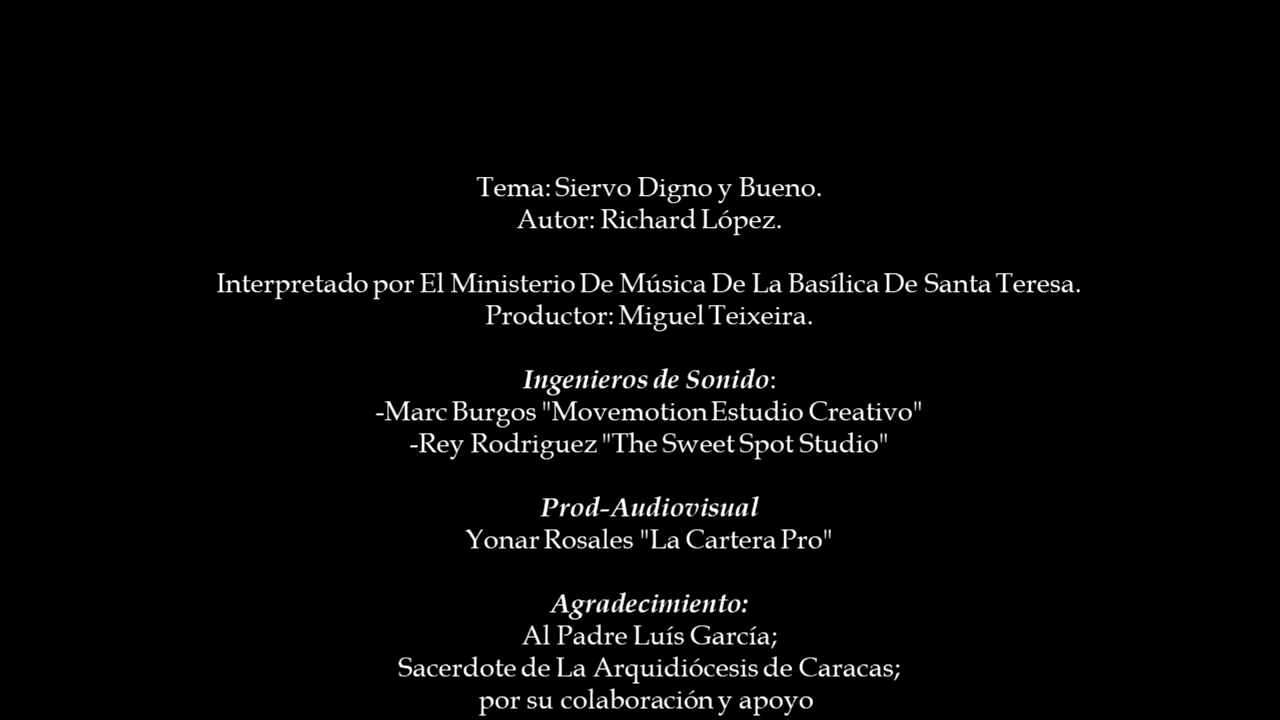 Tema: Siervo Digno y Bueno.
Autor: Richard López.
Interpretado por El Ministerio De Música De La Basílica De Santa Teresa.
Productor: Miguel Teixeira.
Ingenieros de Sonido:
-Marc Burgos "Movemotion Estudio Creativo"
-Rey Rodriguez "The Sweet Spot Studio"
Prod-Audiovisual
Yonar Rosales "La Cartera Pro"
Agradecimiento:
Al Padre Luís García;
Sacerdote de La Arquidiócesis de Caracas;
por su colaboración y apoyo